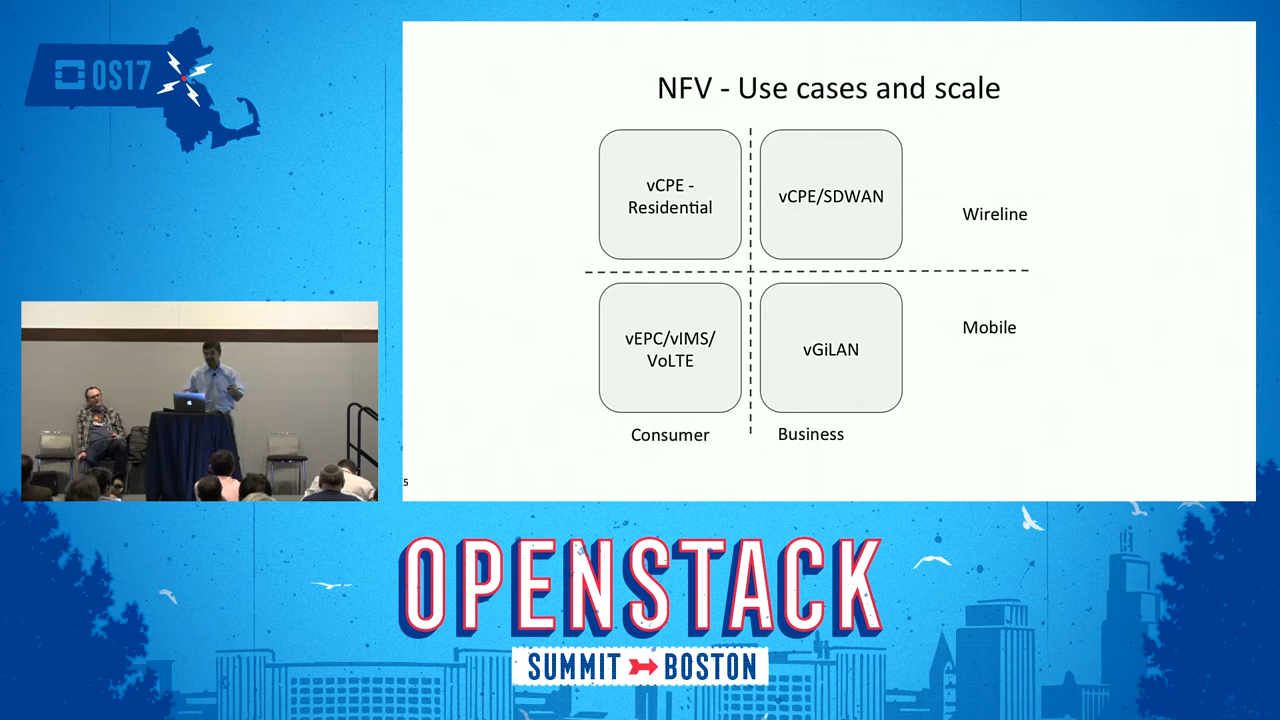 OS17
NFV - Use cases and scale
vCPE -
Residential
vCPE/SDWAN
Wireline
vEPC/vIMS/
VoLTE
vGiLAN
Mobile
Consumer
Business
5
OPENSTACK
SUMMIT BOSTON